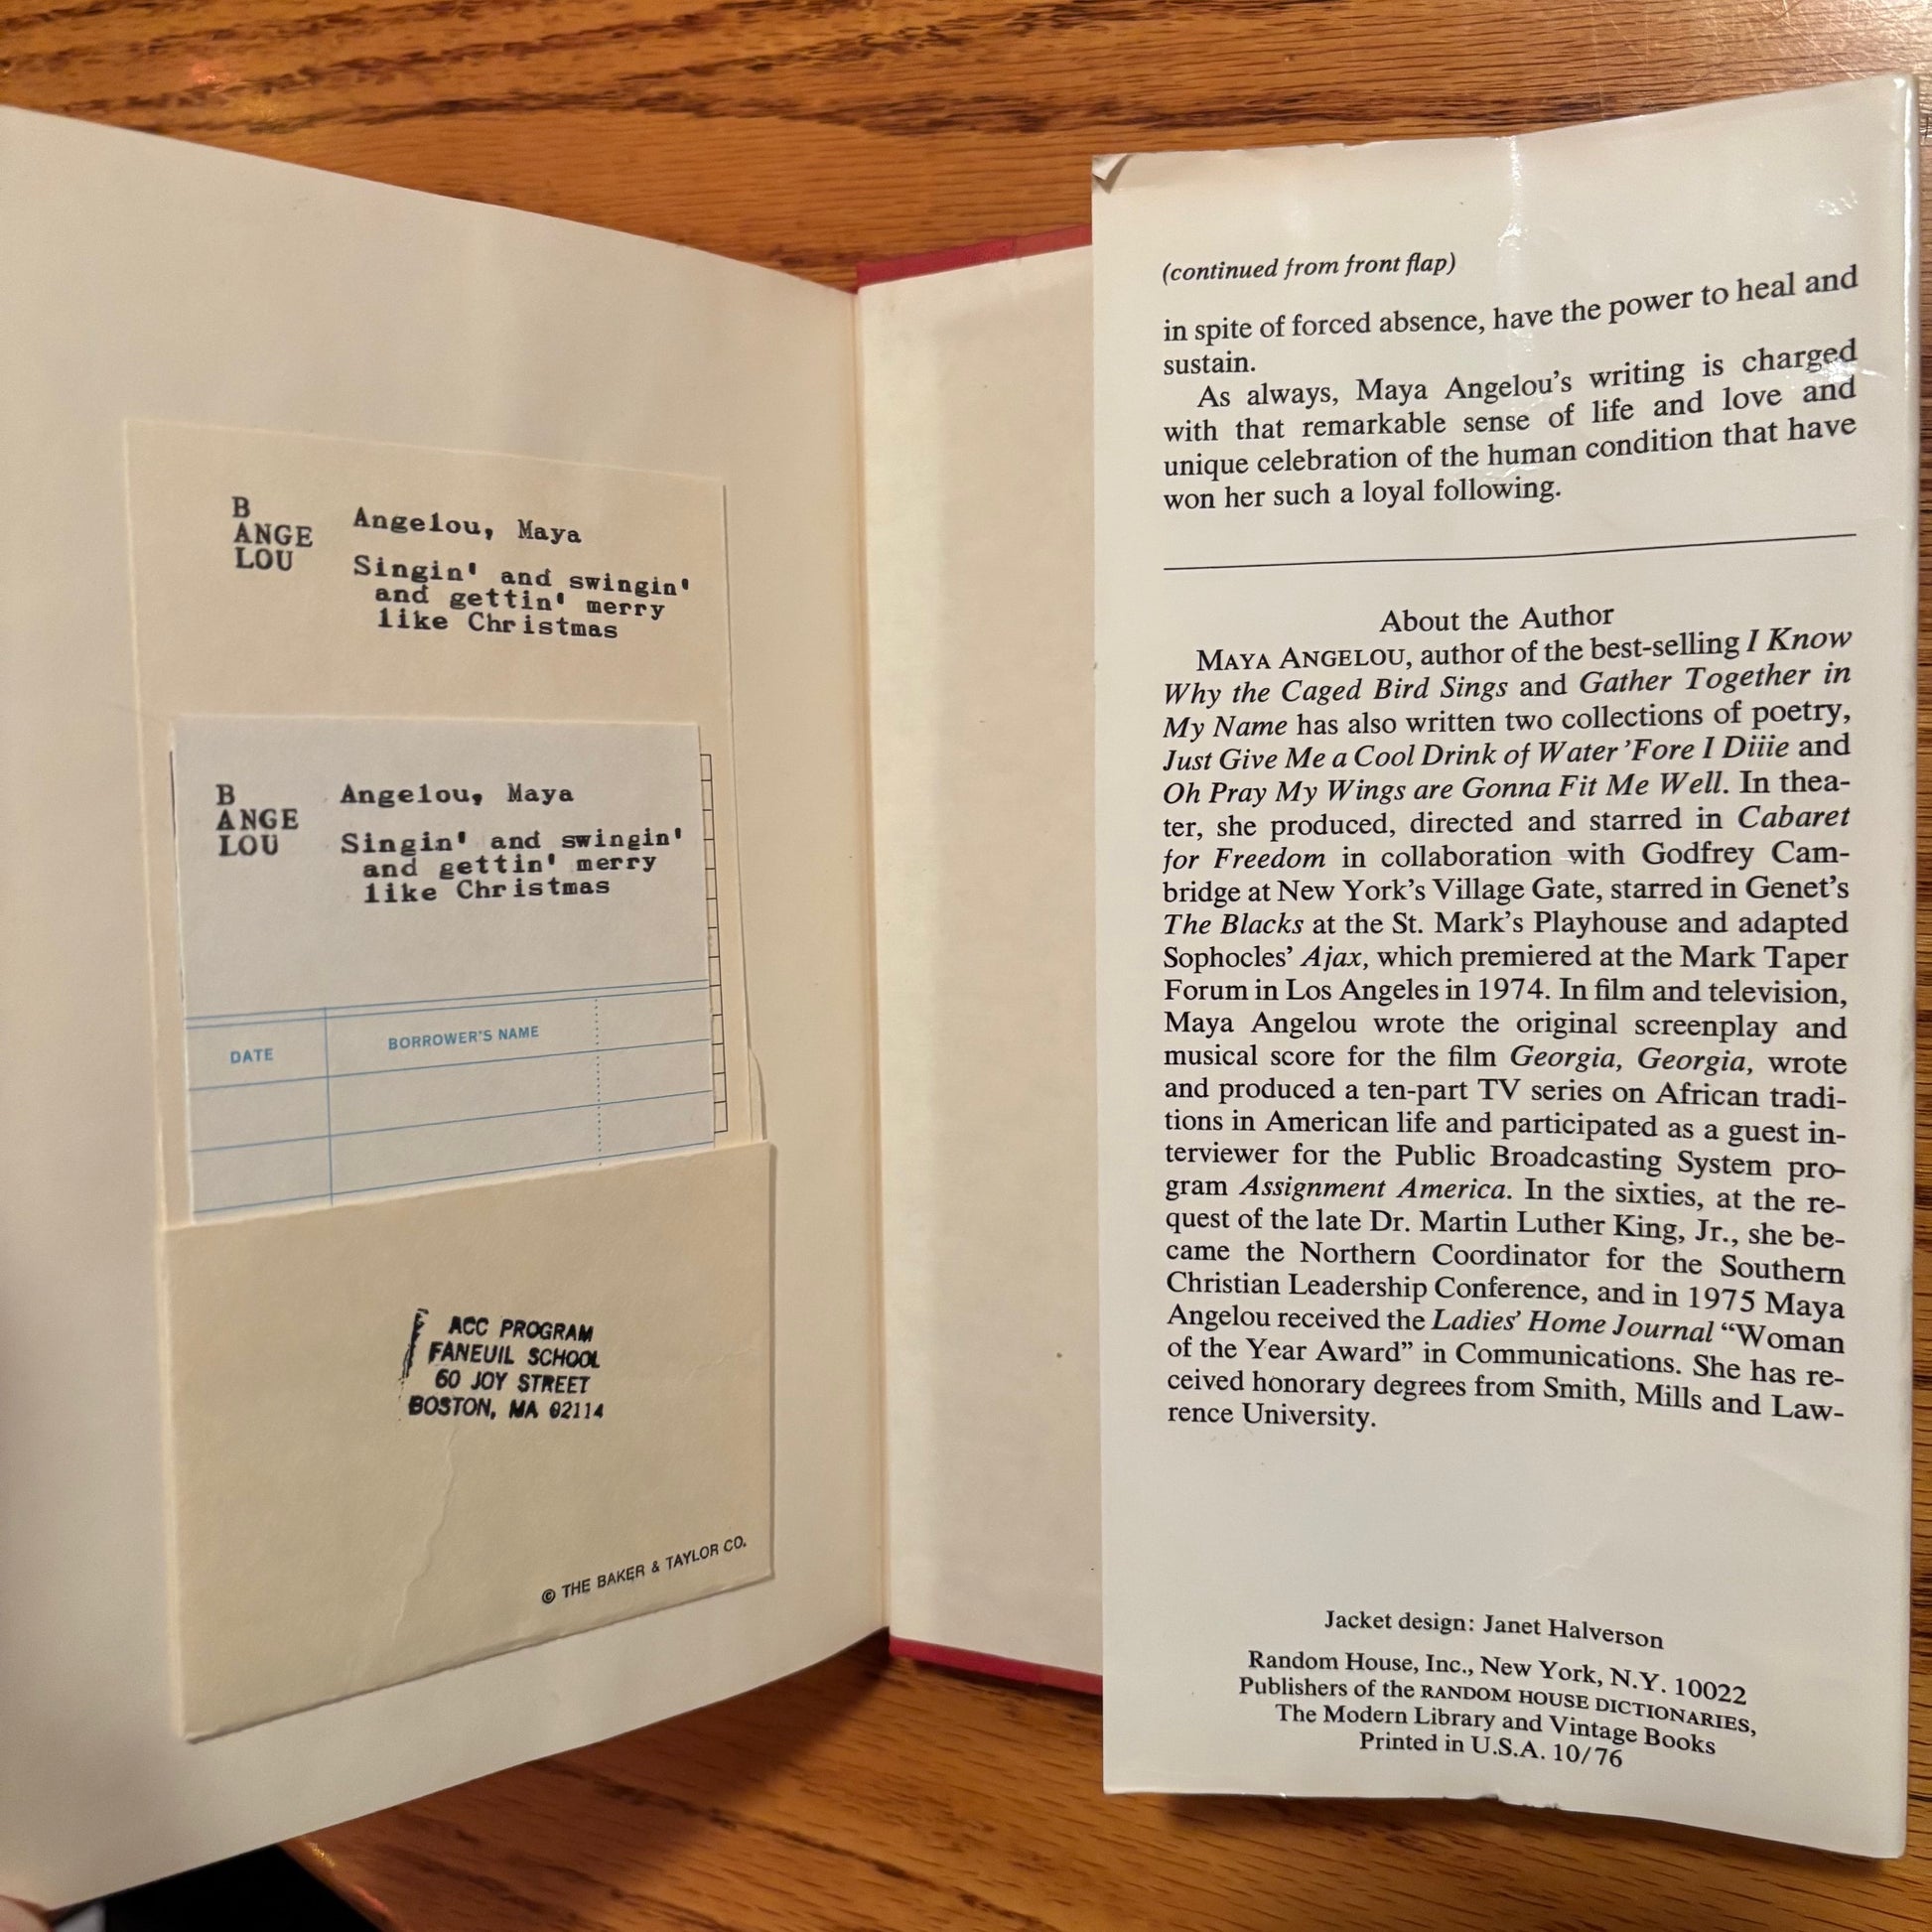 B
ANGE
LOU
Angelou, Maya
Singin' and swingin'
and gettin' merry
like Christmas
B
ANGE
LOU
Angelou, Maya
Singin' and swingin'
and gettin' merry
like Christmas
DATE
BORROWER'S NAME
ACC PROGRAM
FANEUIL SCHOOL
60 JOY STREET
BOSTON, MA 02114
© THE BAKER & TAYLOR CO.
(continued from front flap)
in spite of forced absence, have the power to heal and
sustain.
As always, Maya Angelou's writing is charged
with that remarkable sense of life and love and
unique celebration of the human condition that have
won her such a loyal following.
About the Author
MAYA ANGELOU, author of the best-selling I Know
Why the Caged Bird Sings and Gather Together in
My Name has also written two collections of poetry,
Just Give Me a Cool Drink of Water 'Fore I Diiie and
Oh Pray My Wings are Gonna Fit Me Well. In thea-
ter, she produced, directed and starred in Cabaret
for Freedom in collaboration with Godfrey Cam-
bridge at New York's Village Gate, starred in Genet's
The Blacks at the St. Mark's Playhouse and adapted
Sophocles' Ajax, which premiered at the Mark Taper
Forum in Los Angeles in 1974. In film and television,
Maya Angelou wrote the original screenplay and
musical score for the film Georgia, Georgia, wrote
and produced a ten-part TV series on African tradi-
tions in American life and participated as a guest in-
terviewer for the Public Broadcasting System pro-
gram Assignment America. In the sixties, at the re-
quest of the late Dr. Martin Luther King, Jr., she be-
came the Northern Coordinator for the Southern
Christian Leadership Conference, and in 1975 Maya
Angelou received the Ladies' Home Journal “Woman
of the Year Award” in Communications. She has re-
ceived honorary degrees from Smith, Mills and Law-
rence University.
Jacket design: Janet Halverson
Random House, Inc., New York, N.Y. 10022
Publishers of the RANDOM HOUSE DICTIONARIES,
The Modern Library and Vintage Books
Printed in U.S.A. 10/76